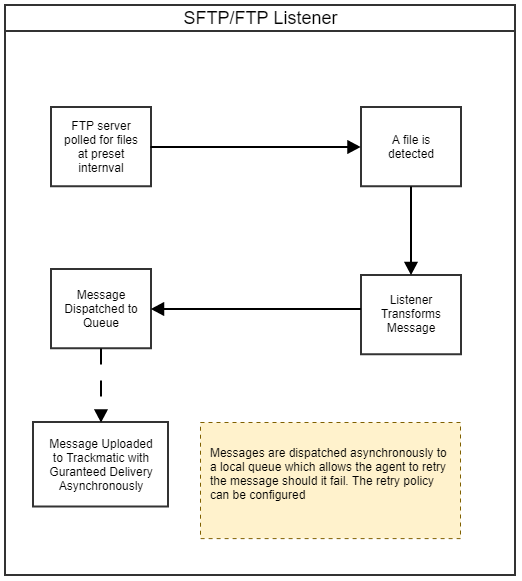 SFTP/FTP Listener
FTP server
polled for files
at preset
internval
A file is
detected
Message
Dispatched to
Queue
Listener
Transforms
Message
Message Uploaded
to Trackmatic with
Guranteed Delivery
Asynchronously
Messages are dispatched asynchronously to
a local queue which allows the agent to retry
the message should it fail. The retry policy
can be configured